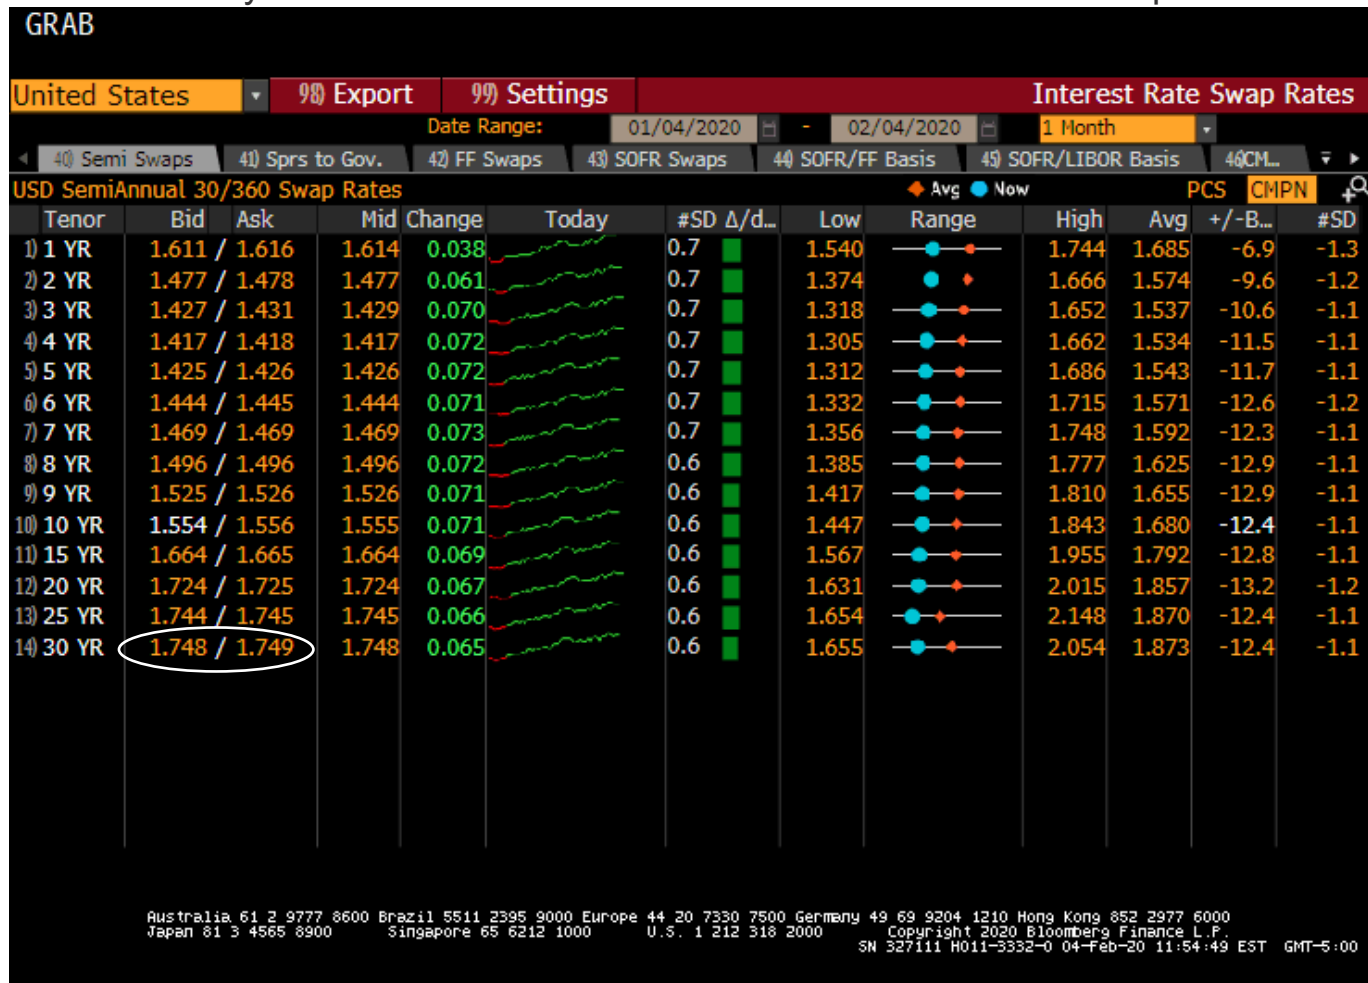 GRAB
United States 98) Export 99) Settings Interest Rate Swap Rates
Date Range: 01/04/2020 - 02/04/2020 1 Month
40) Semi Swaps 41) Sprs to Gov. 42) FF Swaps 43) SOFR Swaps 44) SOFR/FF Basis 45) SOFR/LIBOR Basis 46)CM...
USD SemiAnnual 30/360 Swap Rates Avg Now PCS CMPN
Tenor Bid Ask Mid Change Today #SD Δ/d... Low Range High Avg +/-B... #SD
1) 1 YR 1.611 / 1.616 1.614 0.038 0.7 1.540 1.744 1.685 -6.9 -1.3
2) 2 YR 1.477 / 1.478 1.477 0.061 0.7 1.374 1.666 1.574 -9.6 -1.2
3) 3 YR 1.427 / 1.431 1.429 0.070 0.7 1.318 1.652 1.537 -10.6 -1.1
4) 4 YR 1.417 / 1.418 1.417 0.072 0.7 1.305 1.662 1.534 -11.5 -1.1
5) 5 YR 1.425 / 1.426 1.426 0.072 0.7 1.312 1.686 1.543 -11.7 -1.1
6) 6 YR 1.444 / 1.445 1.444 0.071 0.7 1.332 1.715 1.571 -12.6 -1.2
7) 7 YR 1.469 / 1.469 1.469 0.073 0.7 1.356 1.748 1.592 -12.3 -1.1
8) 8 YR 1.496 / 1.496 1.496 0.072 0.6 1.385 1.777 1.625 -12.9 -1.1
9) 9 YR 1.525 / 1.526 1.526 0.071 0.6 1.417 1.810 1.655 -12.9 -1.1
10) 10 YR 1.554 / 1.556 1.555 0.071 0.6 1.447 1.843 1.680 -12.4 -1.1
11) 15 YR 1.664 / 1.665 1.664 0.069 0.6 1.567 1.955 1.792 -12.8 -1.1
12) 20 YR 1.724 / 1.725 1.724 0.067 0.6 1.631 2.015 1.857 -13.2 -1.2
13) 25 YR 1.744 / 1.745 1.745 0.066 0.6 1.654 2.148 1.870 -12.4 -1.1
14) 30 YR 1.748 / 1.749 1.748 0.065 0.6 1.655 2.054 1.873 -12.4 -1.1
Australia 61 2 9777 8600 Brazil 5511 2395 9000 Europe 44 20 7330 7500 Germany 49 69 9204 1210 Hong Kong 852 2977 6000
Japan 81 3 4565 8900 Singapore 65 6212 1000 U.S. 1 212 318 2000 Copyright 2020 Bloomberg Finance L.P.
SN 327111 H011-3332-0 04-Feb-20 11:54:49 EST GMT-5:00